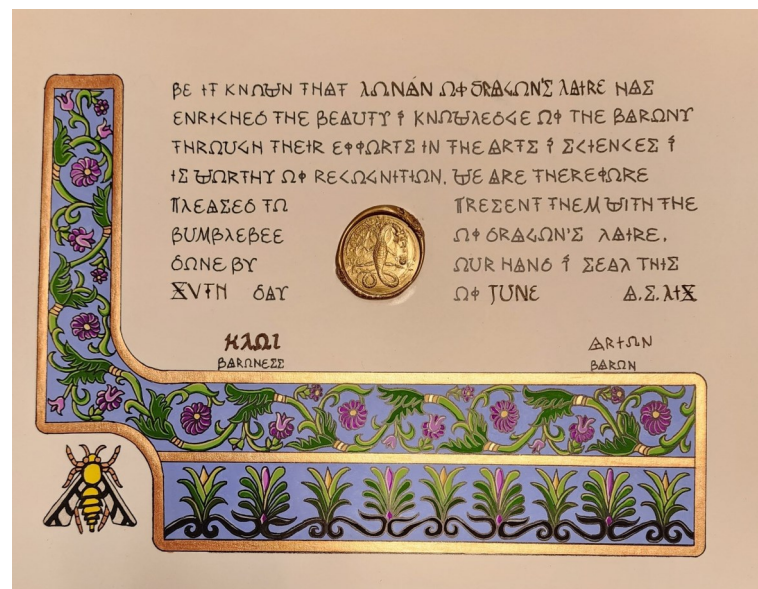 BE IT KNOWN THAT LONÁN OF DRAGON'S LAIRE HAS
ENRICHED THE BEAUTY & KNOWLEDGE OF THE BARONY
THROUGH THEIR EFFORTS IN THE ARTS & SCIENCES &
IS WORTHY OF RECOGNITION. WE ARE THEREFORE
PLEASED TO PRESENT THEM WITH THE
BUMBLEBEE OF DRAGON'S LAIRE.
DONE BY OUR HAND & SEAL THIS
XVTH DAY OF JUNE A.S. LIX
ARION
BARONESS BARON